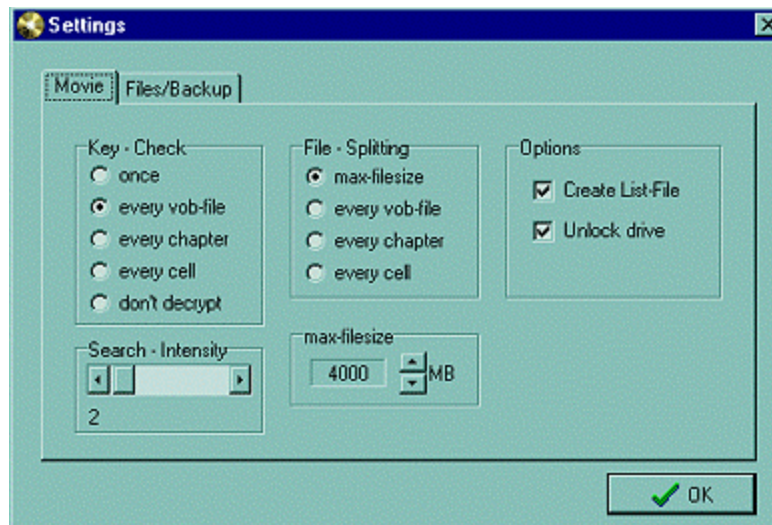 Settings
Movie
Files/Backup
Key - Check
once
every vob-file
every chapter
every cell
don't decrypt
File - Splitting
max-filesize
every vob-file
every chapter
every cell
Options
Create List-File
Unlock drive
Search - Intensity
2
max-filesize
4000 MB
OK